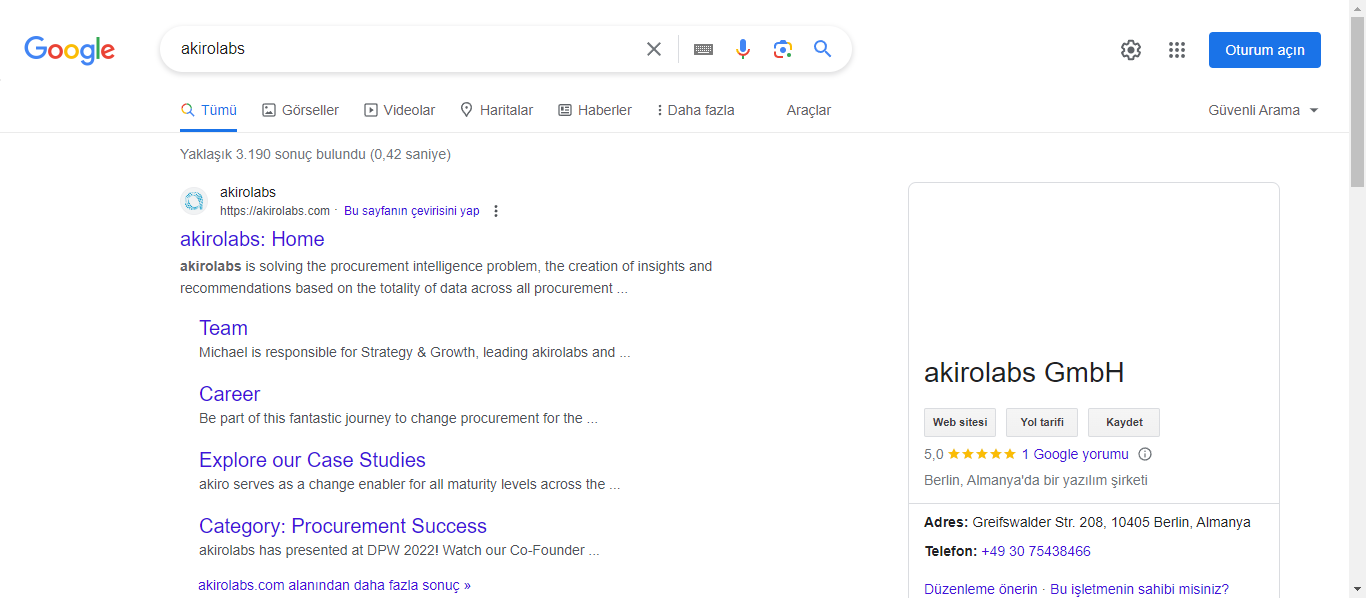 Google
akirolabs
Oturum açın
Tümü
Görseller
Videolar
Haritalar
Haberler
Daha fazla
Araçlar
Güvenli Arama
Yaklaşık 3.190 sonuç bulundu (0,42 saniye)
akirolabs
https://akirolabs.com · Bu sayfanın çevirisini yap
akirolabs: Home
akirolabs is solving the procurement intelligence problem, the creation of insights and
recommendations based on the totality of data across all procurement ...
Team
Michael is responsible for Strategy & Growth, leading akirolabs and ...
Career
Be part of this fantastic journey to change procurement for the ...
Explore our Case Studies
akiro serves as a change enabler for all maturity levels across the ...
Category: Procurement Success
akirolabs has presented at DPW 2022! Watch our Co-Founder ...
akirolabs.com alanından daha fazla sonuç »
akirolabs GmbH
Web sitesi
Yol tarifi
Kaydet
5,0 ★★★★★ 1 Google yorumu
Berlin, Almanya'da bir yazılım şirketi
Adres: Greifswalder Str. 208, 10405 Berlin, Almanya
Telefon: +49 30 75438466
Düzenleme önerin · Bu işletmenin sahibi misiniz?